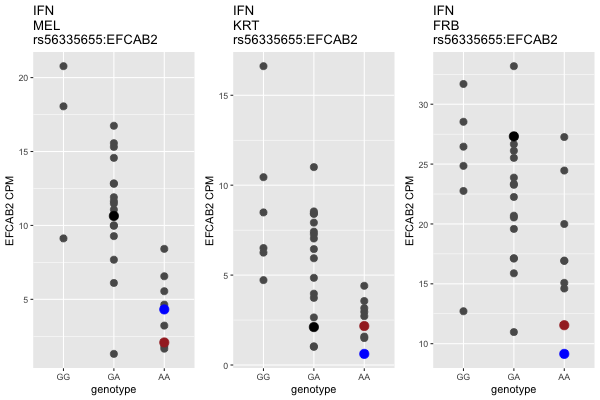 IFN
MEL
rs56335655:EFCAB2
EFCAB2 CPM
20
15
10
5
GG
GA
AA
genotype
IFN
KRT
rs56335655:EFCAB2
EFCAB2 CPM
15
10
5
0
GG
GA
AA
genotype
IFN
FRB
rs56335655:EFCAB2
EFCAB2 CPM
30
25
20
15
10
GG
GA
AA
genotype